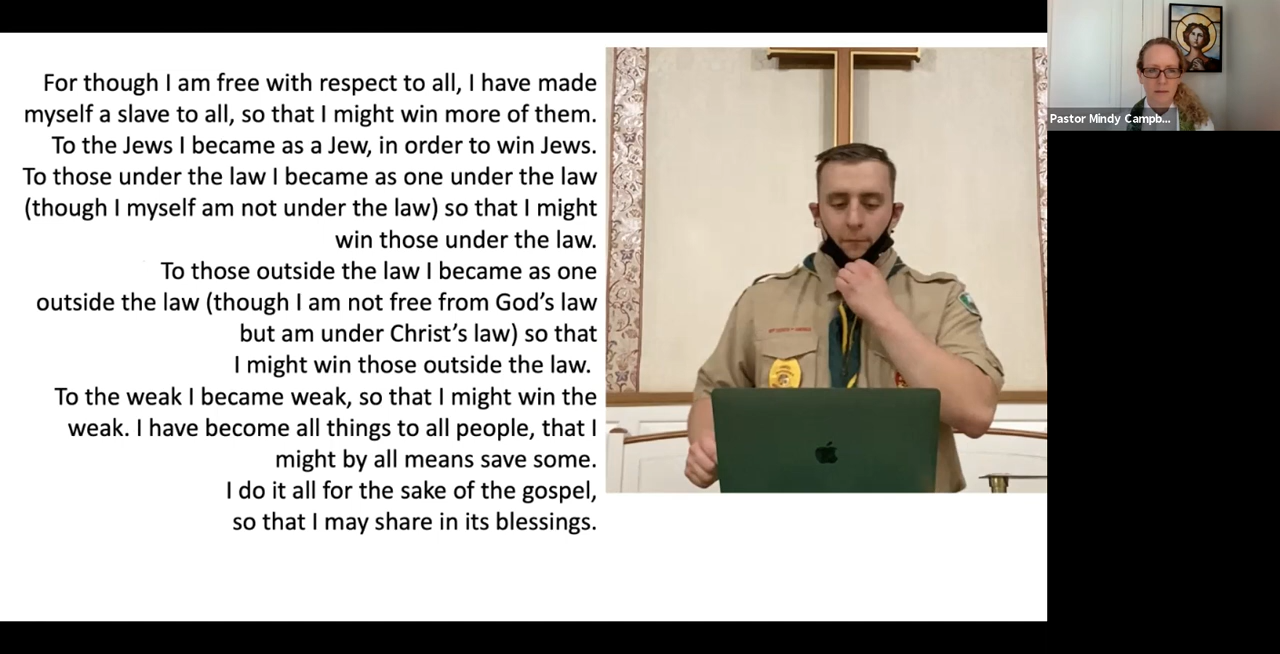 For though I am free with respect to all, I have made
myself a slave to all, so that I might win more of them.
To the Jews I became as a Jew, in order to win Jews.
To those under the law I became as one under the law
(though I myself am not under the law) so that I might
win those under the law.
To those outside the law I became as one
outside the law (though I am not free from God’s law
but am under Christ’s law) so that
I might win those outside the law.
To the weak I became weak, so that I might win the
weak. I have become all things to all people, that I
might by all means save some.
I do it all for the sake of the gospel,
so that I may share in its blessings.
Pastor Mindy Campb...